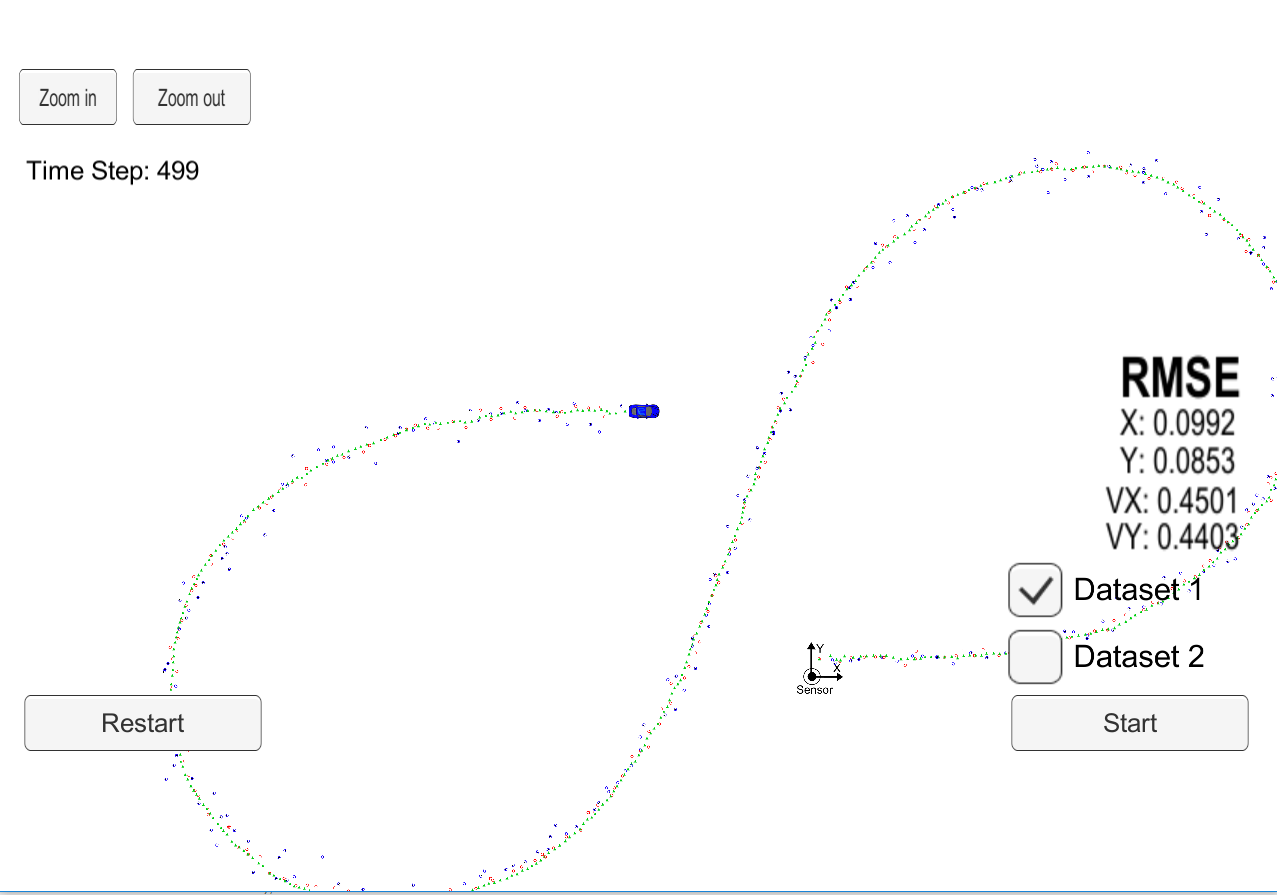 Zoom in
Zoom out
Time Step: 499
RMSE
X: 0.0992
Y: 0.0853
VX: 0.4501
VY: 0.4403
Dataset 1
Y
X
Sensor
Dataset 2
Restart
Start